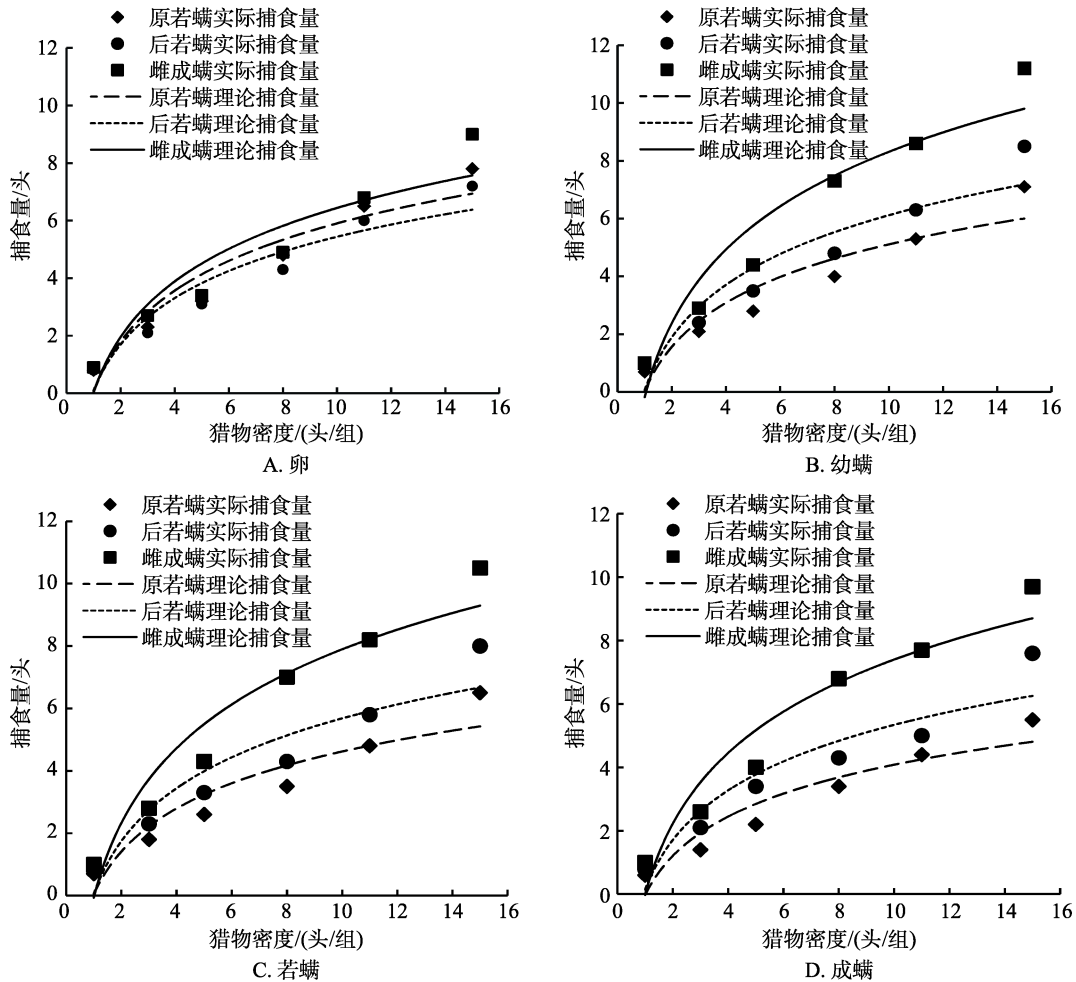 原若螨实际捕食量
后若螨实际捕食量
雌成螨实际捕食量
原若螨理论捕食量
后若螨理论捕食量
雌成螨理论捕食量
12
10
8
6
4
2
0
捕食量/头
0 2 4 6 8 10 12 14 16
猎物密度/(头/组)
A. 卵
原若螨实际捕食量
后若螨实际捕食量
雌成螨实际捕食量
原若螨理论捕食量
后若螨理论捕食量
雌成螨理论捕食量
12
10
8
6
4
2
0
捕食量/头
0 2 4 6 8 10 12 14 16
猎物密度/(头/组)
B. 幼螨
原若螨实际捕食量
后若螨实际捕食量
雌成螨实际捕食量
原若螨理论捕食量
后若螨理论捕食量
雌成螨理论捕食量
12
10
8
6
4
2
0
捕食量/头
0 2 4 6 8 10 12 14 16
猎物密度/(头/组)
C. 若螨
原若螨实际捕食量
后若螨实际捕食量
雌成螨实际捕食量
原若螨理论捕食量
后若螨理论捕食量
雌成螨理论捕食量
12
10
8
6
4
2
0
捕食量/头
0 2 4 6 8 10 12 14 16
猎物密度/(头/组)
D. 成螨